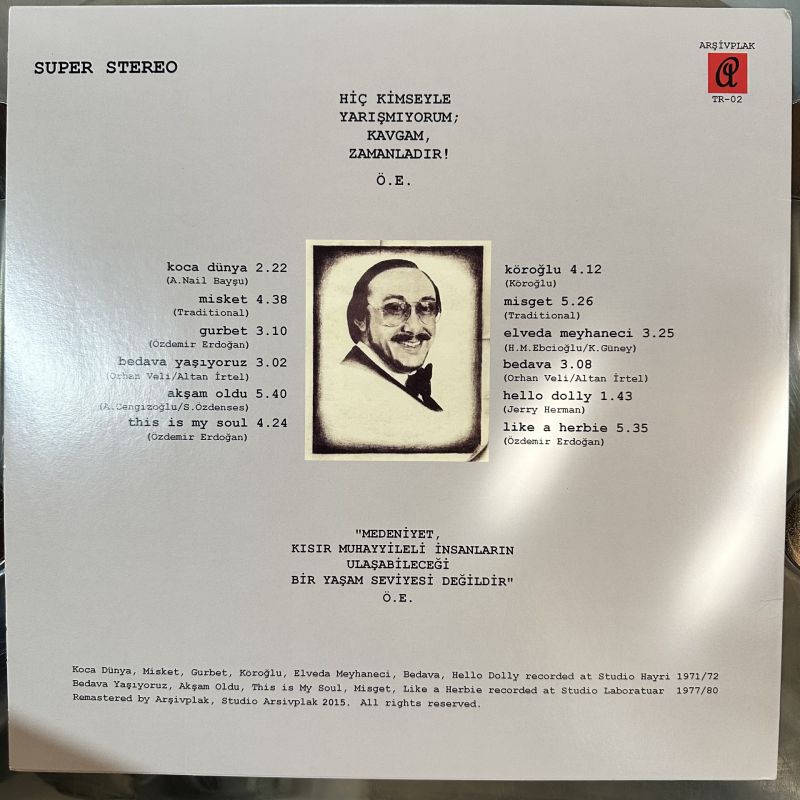 SUPER STEREO
ARŞİVPLAK
TR-02
HİÇ KİMSEYLE
YARIŞMIYORUM;
KAVGAM,
ZAMANLADIR!
Ö.E.
koca dünya 2.22
(A.Nail Bayşu)
misket 4.38
(Traditional)
gurbet 3.10
(Özdemir Erdoğan)
bedava yaşıyoruz 3.02
(Orhan Veli/Altan İrtel)
akşam oldu 5.40
(A.Cengizoğlu/S.Özdenses)
this is my soul 4.24
(Özdemir Erdoğan)
köroğlu 4.12
(Köroğlu)
misget 5.26
(Traditional)
elveda meyhaneci 3.25
(H.M.Ebcioğlu/K.Güney)
bedava 3.08
(Orhan Veli/Altan İrtel)
hello dolly 1.43
(Jerry Herman)
like a herbie 5.35
(Özdemir Erdoğan)
"MEDENİYET,
KISIR MUHAYYİLELİ İNSANLARIN
ULAŞABİLECEĞİ
BİR YAŞAM SEVİYESİ DEĞİLDİR"
Ö.E.
Koca Dünya, Misket, Gurbet, Köroğlu, Elveda Meyhaneci, Bedava, Hello Dolly recorded at Studio Hayri 1971/72
Bedava Yaşıyoruz, Akşam Oldu, This is My Soul, Misget, Like a Herbie recorded at Studio Laboratuar 1977/80
Remastered by Arşivplak, Studio Arsivplak 2015. All rights reserved.